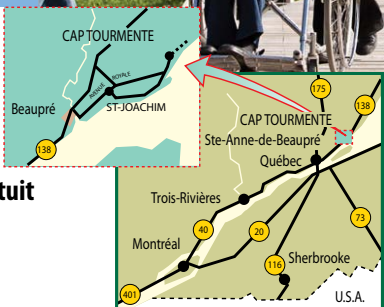 CAP TOURMENTE
AVENUE ROYALE
Beaupré
ST-JOACHIM
138
tuit
175
138
CAP TOURMENTE
Ste-Anne-de-Beaupré
Québec
Trois-Rivières
40
20
73
Montréal
116
Sherbrooke
401
U.S.A.